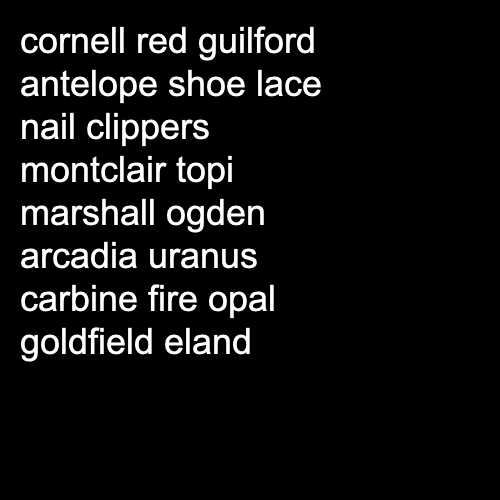 cornell red guilford
antelope shoe lace
nail clippers
montclair topi
marshall ogden
arcadia uranus
carbine fire opal
goldfield eland